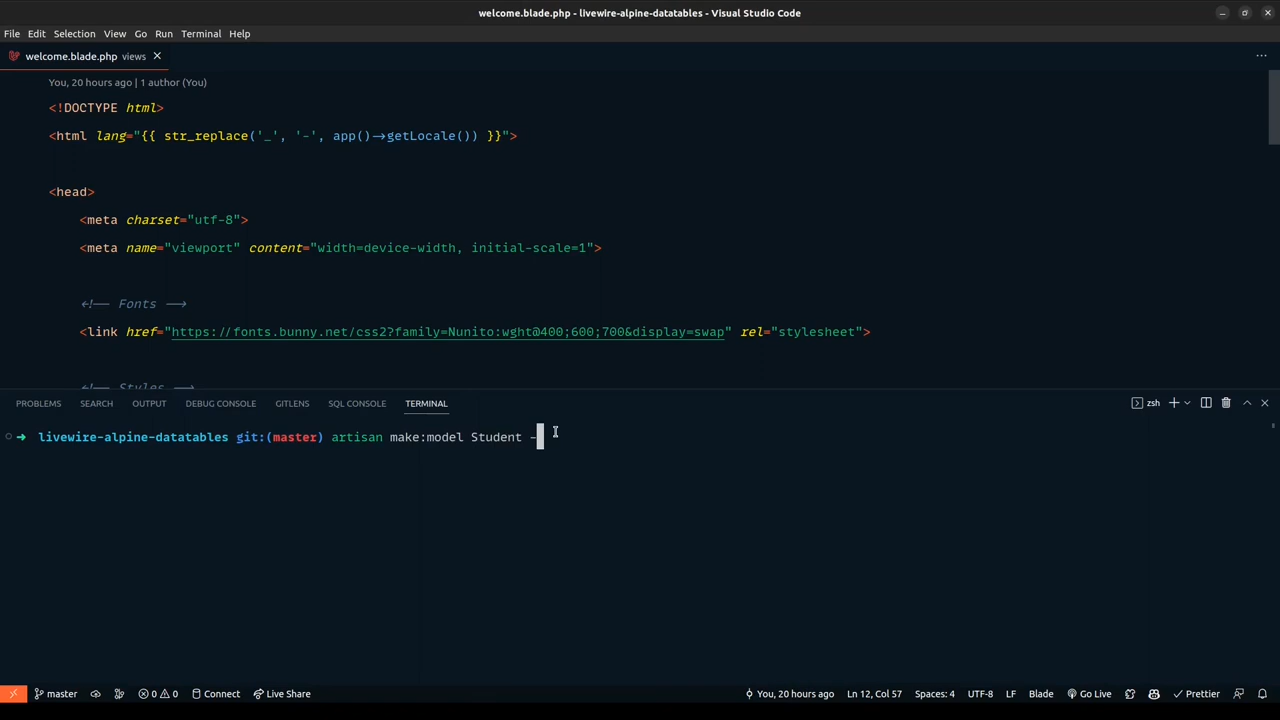 welcome.blade.php - livewire-alpine-datatables - Visual Studio Code
File Edit Selection View Go Run Terminal Help
welcome.blade.php views
You, 20 hours ago | 1 author (You)
<!DOCTYPE html>
<html lang="{{ str_replace('_', '-', app()->getLocale()) }}">
<head>
<meta charset="utf-8">
<meta name="viewport" content="width=device-width, initial-scale=1">
<!-- Fonts -->
<link href="https://fonts.bunny.net/css2?family=Nunito:wght@400;600;700&display=swap" rel="stylesheet">
<!-- Styles -->
PROBLEMS SEARCH OUTPUT DEBUG CONSOLE GITLENS SQL CONSOLE TERMINAL zsh
livewire-alpine-datatables git:(master) artisan make:model Student -
master 0 0 Connect Live Share You, 20 hours ago Ln 12, Col 57 Spaces: 4 UTF-8 LF Blade Go Live Prettier